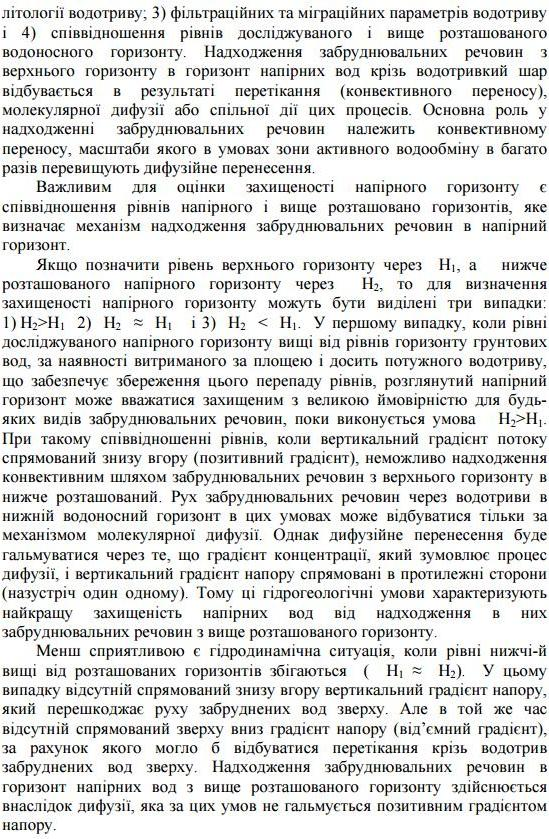 літології водотриву; 3) фільтраційних та міграційних параметрів водотриву
і 4) співвідношення рівнів досліджуваного і вище розташованого
водоносного горизонту. Надходження забруднювальних речовин з
верхнього горизонту в горизонт напірних вод крізь водотривкий шар
відбувається в результаті перетікання (конвективного переносу),
молекулярної дифузії або спільної дії цих процесів. Основна роль у
надходженні забруднювальних речовин належить конвективному
переносу, масштаби якого в умовах зони активного водообміну в багато
разів перевищують дифузійне перенесення.
Важливим для оцінки захищеності напірного горизонту є
співвідношення рівнів напірного і вище розташовано горизонтів, яке
визначає механізм надходження забруднювальних речовин в напірний
горизонт.
Якщо позначити рівень верхнього горизонту через H₁, а нижче
розташованого напірного горизонту через H₂, то для визначення
захищеності напірного горизонту можуть бути виділені три випадки:
1) H₂>H₁ 2) H₂ ≈ H₁ і 3) H₂ < H₁. У першому випадку, коли рівні
досліджуваного напірного горизонту вищі від рівнів горизонту грунтових
вод, за наявності витриманого за площею і досить потужного водотриву,
що забезпечує збереження цього перепаду рівнів, розглянутий напірний
горизонт може вважатися захищеним з великою ймовірністю для будь-
яких видів забруднювальних речовин, поки виконується умова H₂>H₁.
При такому співвідношенні рівнів, коли вертикальний градієнт потоку
спрямований знизу вгору (позитивний градієнт), неможливо надходження
конвективним шляхом забруднювальних речовин з верхнього горизонту в
нижче розташований. Рух забруднювальних речовин через водотриви в
нижній водоносний горизонт в цих умовах може відбуватися тільки за
механізмом молекулярної дифузії. Однак дифузійне перенесення буде
гальмуватися через те, що градієнт концентрації, який зумовлює процес
дифузії, і вертикальний градієнт напору спрямовані в протилежні сторони
(назустріч один одному). Тому ці гідрогеологічні умови характеризують
найкращу захищеність напірних вод від надходження в них
забруднювальних речовин з вище розташованого горизонту.
Менш сприятливою є гідродинамічна ситуація, коли рівні нижчі-й
вищі від розташованих горизонтів збігаються ( H₁ ≈ H₂). У цьому
випадку відсутній спрямований знизу вгору вертикальний градієнт напору,
який перешкоджає руху забруднених вод зверху. Але в той же час
відсутній спрямований зверху вниз градієнт напору (від’ємний градієнт),
за рахунок якого могло б відбуватися перетікання крізь водотрив
забруднених вод зверху. Надходження забруднювальних речовин в
горизонт напірних вод з вище розташованого горизонту здійснюється
внаслідок дифузії, яка за цих умов не гальмується позитивним градієнтом
напору.